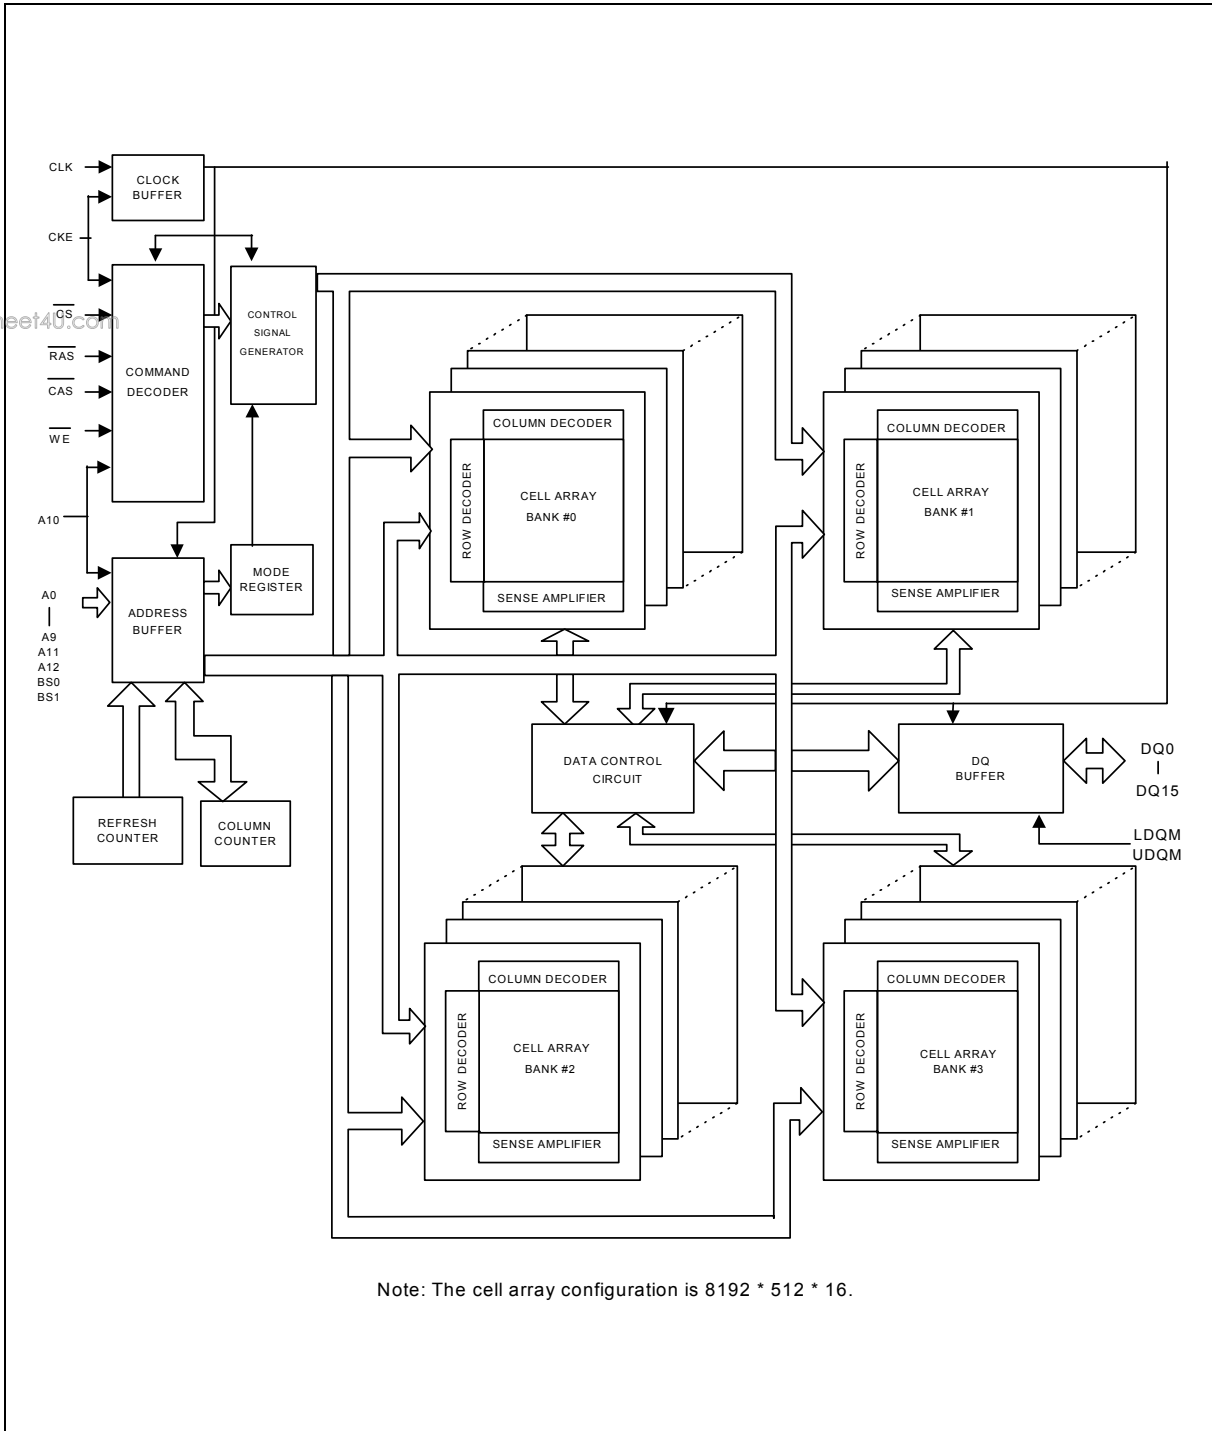 CLK
CLOCK
BUFFER
CKE
CS
eet4U.com
RAS
CAS
WE
COMMAND
DECODER
CONTROL
SIGNAL
GENERATOR
A10
A0
A9
A11
A12
BS0
BS1
ADDRESS
BUFFER
MODE
REGISTER
REFRESH
COUNTER
COLUMN
COUNTER
COLUMN DECODER
ROW DECODER
CELL ARRAY
BANK #0
SENSE AMPLIFIER
COLUMN DECODER
ROW DECODER
CELL ARRAY
BANK #1
SENSE AMPLIFIER
DATA CONTROL
CIRCUIT
DQ
BUFFER
DQ0
DQ15
LDQM
UDQM
COLUMN DECODER
ROW DECODER
CELL ARRAY
BANK #2
SENSE AMPLIFIER
COLUMN DECODER
ROW DECODER
CELL ARRAY
BANK #3
SENSE AMPLIFIER
Note: The cell array configuration is 8192 * 512 * 16.